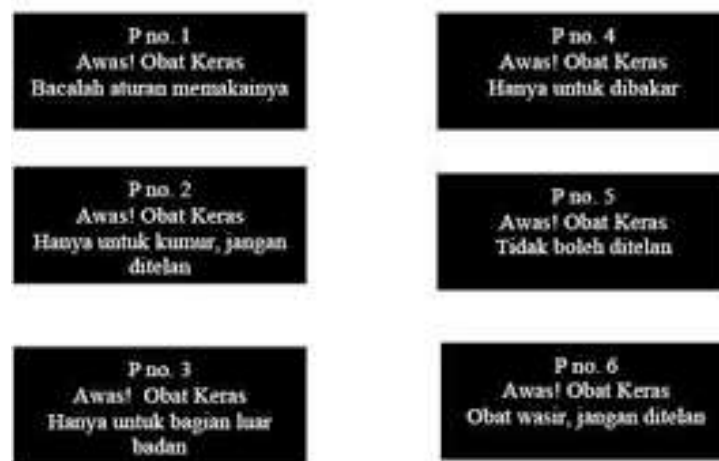 P no. 1
Awas! Obat Keras
Bacalah aturan memakainya
P no. 2
Awas! Obat Keras
Hanya untuk kumur, jangan
ditelan
P no. 3
Awas! Obat Keras
Hanya untuk bagian luar
badan
P no. 4
Awas! Obat Keras
Hanya untuk dibakar
P no. 5
Awas! Obat Keras
Tidak boleh ditelan
P no. 6
Awas! Obat Keras
Obat wasir, jangan ditelan